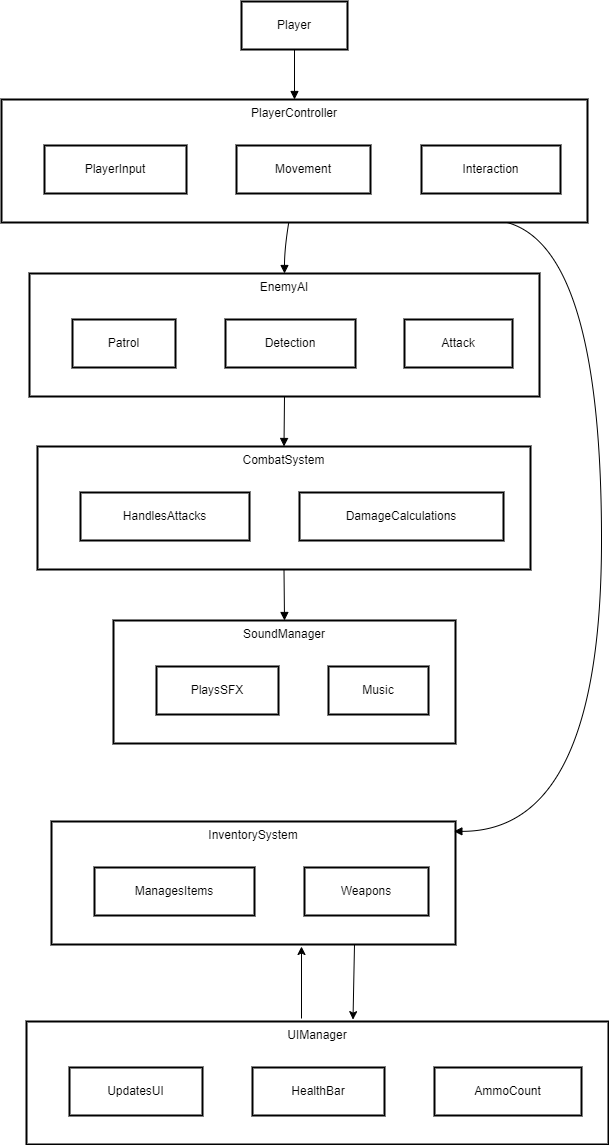 Player
PlayerController
PlayerInput
Movement
Interaction
EnemyAI
Patrol
Detection
Attack
CombatSystem
HandlesAttacks
DamageCalculations
SoundManager
PlaysSFX
Music
InventorySystem
ManagesItems
Weapons
UIManager
UpdatesUI
HealthBar
AmmoCount